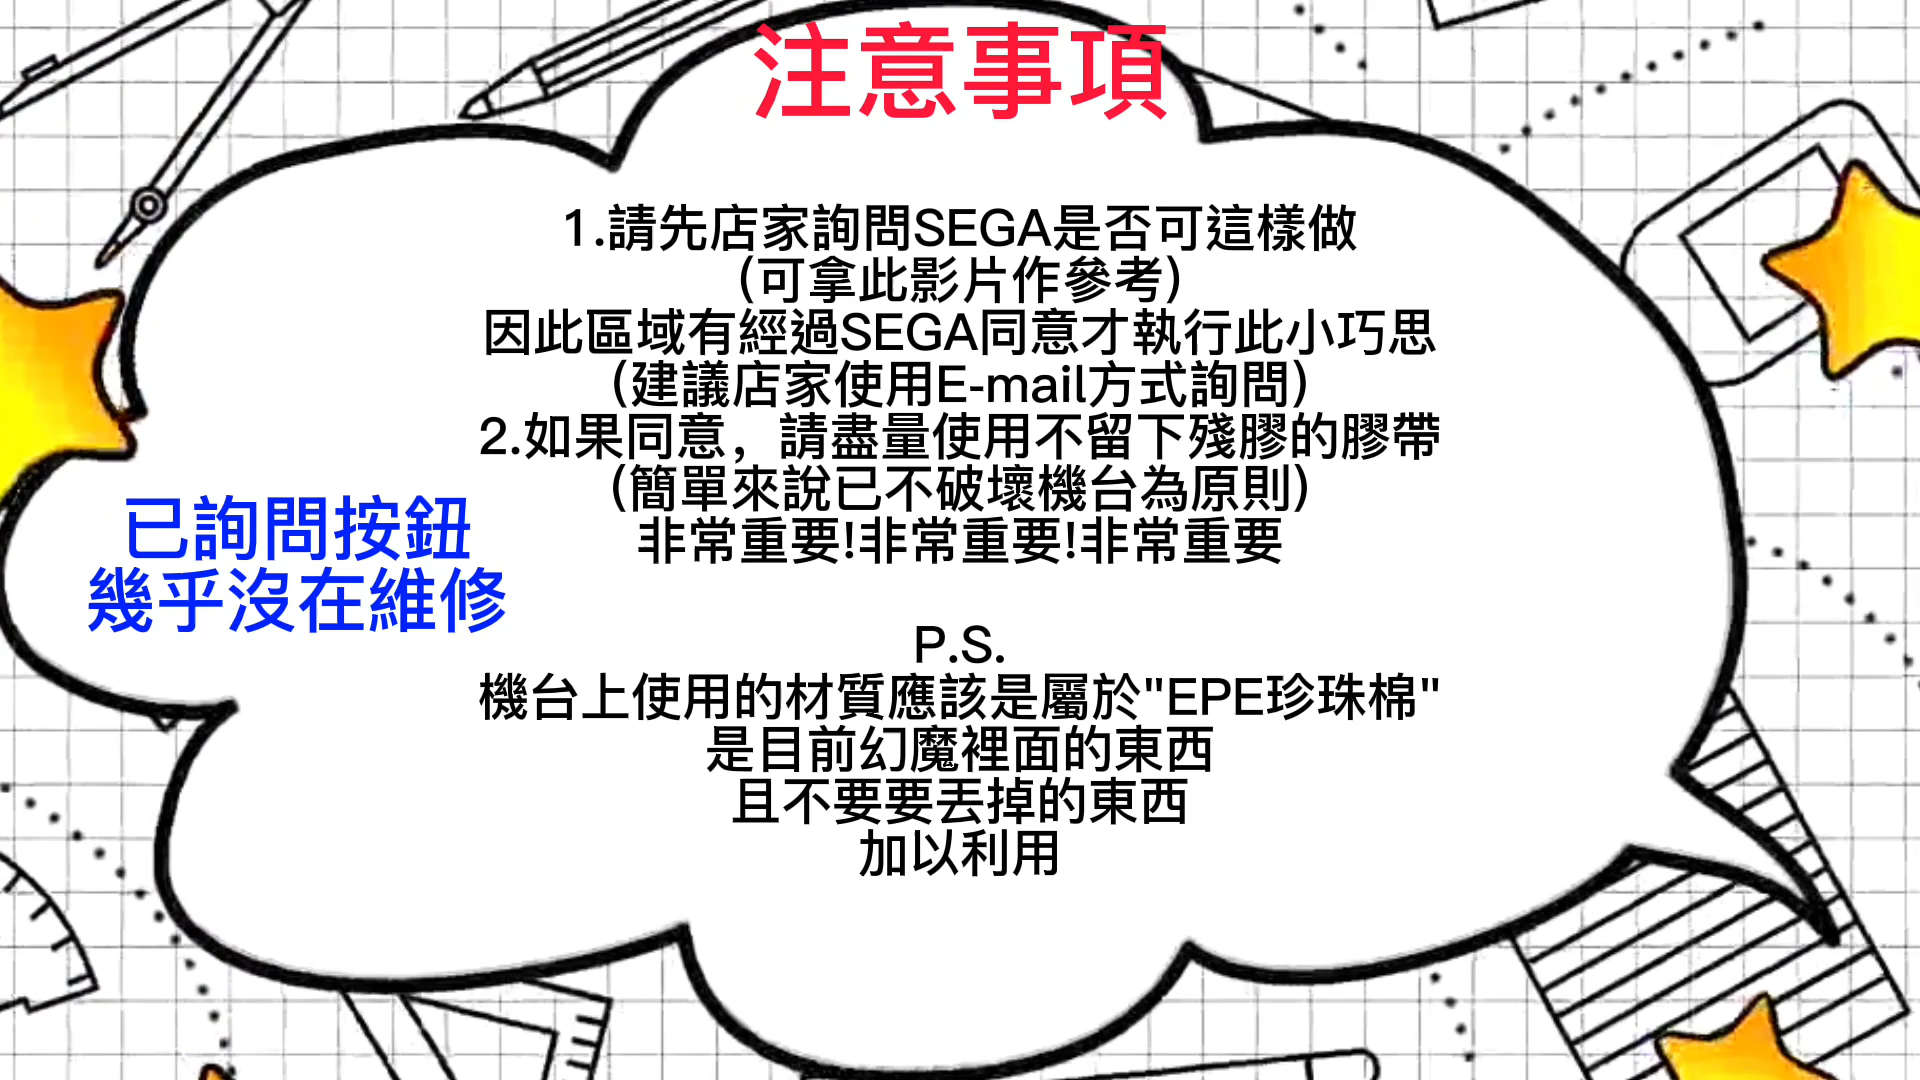 注意事項
1.請先店家詢問SEGA是否可這樣做
(可拿此影片作參考)
因此區域有經過SEGA同意才執行此小巧思
(建議店家使用E-mail方式詢問)
2.如果同意，請盡量使用不留下殘膠的膠帶
(簡單來說已不破壞機台為原則)
非常重要!非常重要!非常重要
已詢問按鈕
幾乎沒在維修
P.S.
機台上使用的材質應該是屬於"EPE珍珠棉"
是目前幻魔裡面的東西
且不要要丟掉的東西
加以利用